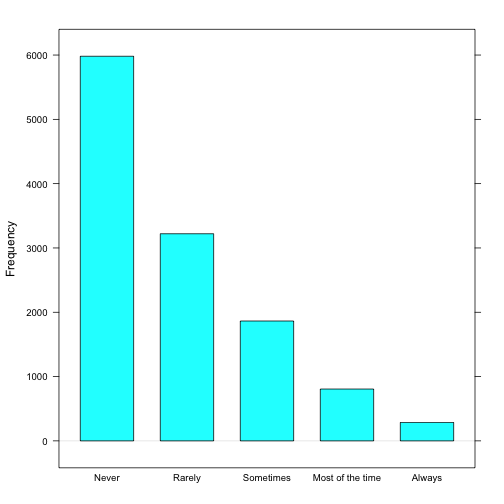 6000
5000
4000
3000
2000
1000
0
Frequency
Never
Rarely
Sometimes
Most of the time
Always